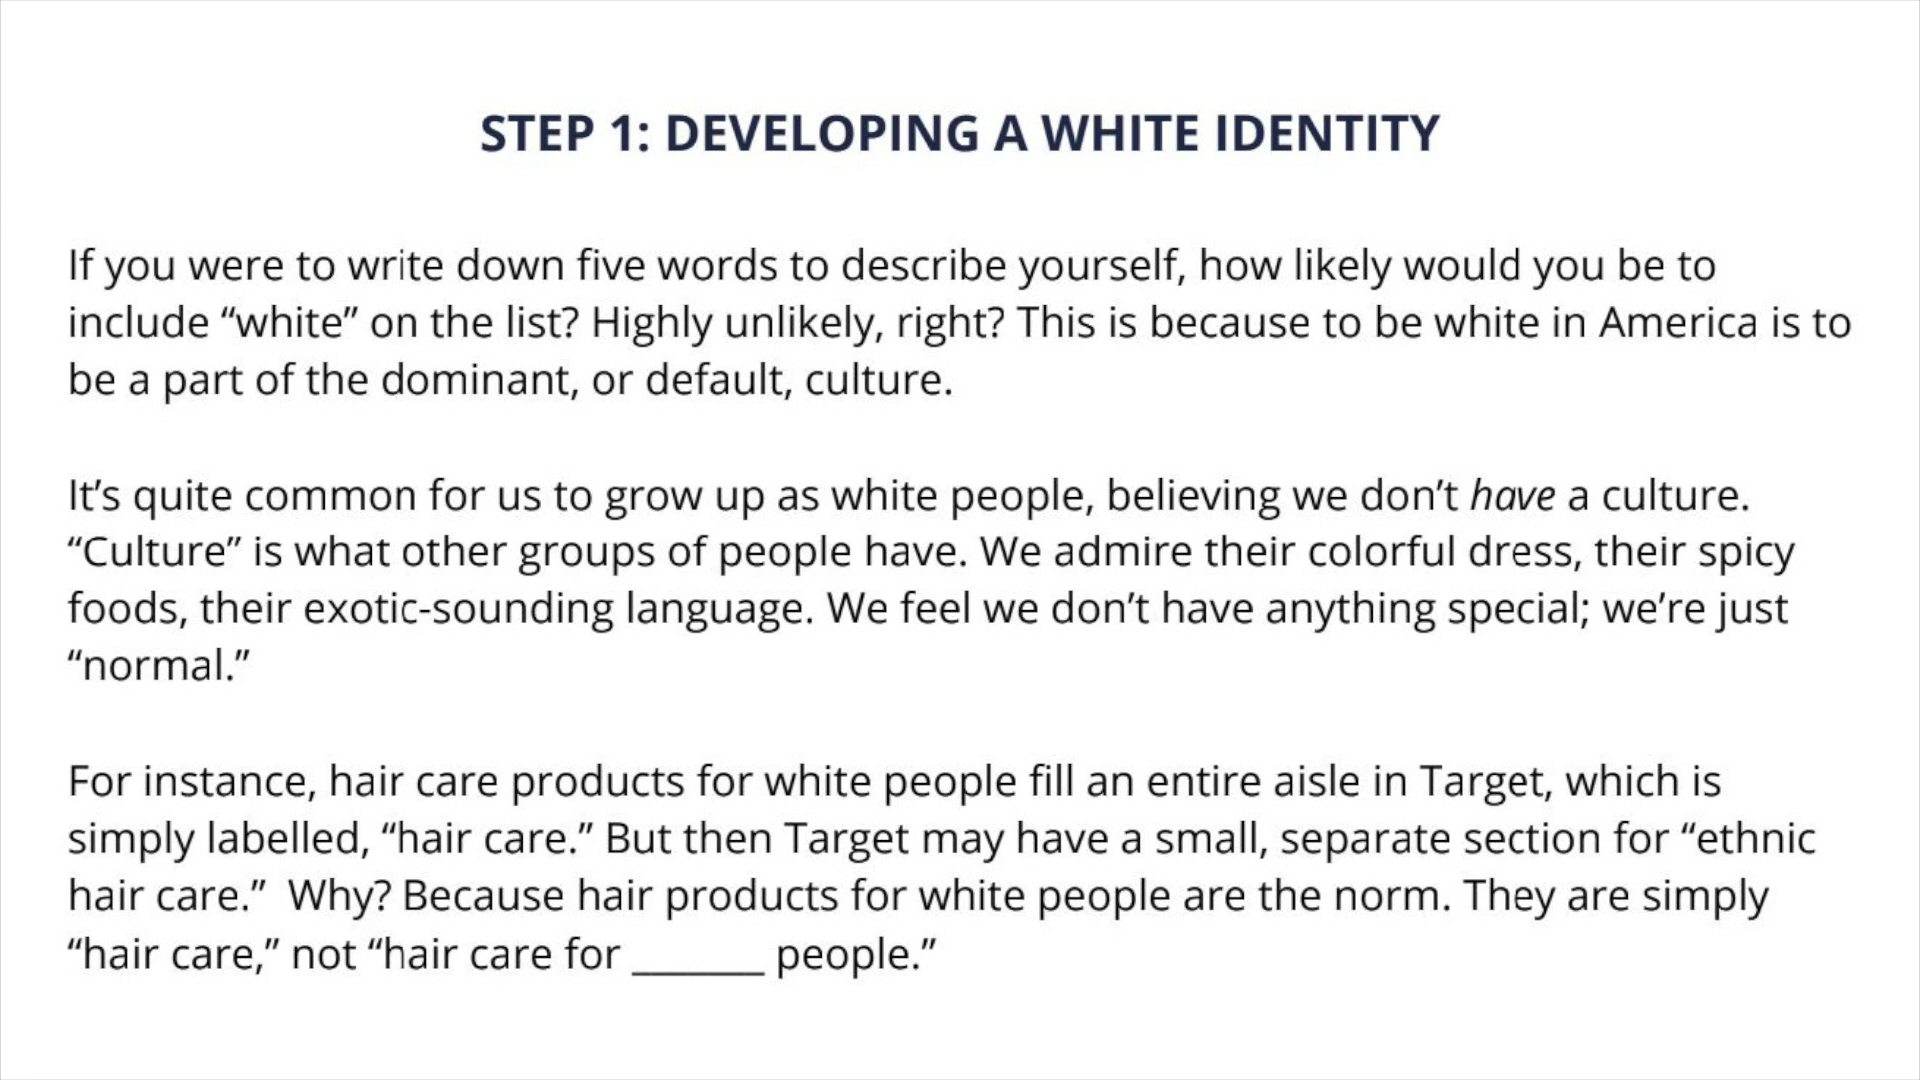 STEP 1: DEVELOPING A WHITE IDENTITY
If you were to write down five words to describe yourself, how likely would you be to
include “white” on the list? Highly unlikely, right? This is because to be white in America is to
be a part of the dominant, or default, culture.
It’s quite common for us to grow up as white people, believing we don’t have a culture.
“Culture” is what other groups of people have. We admire their colorful dress, their spicy
foods, their exotic-sounding language. We feel we don’t have anything special; we’re just
“normal.”
For instance, hair care products for white people fill an entire aisle in Target, which is
simply labelled, “hair care.” But then Target may have a small, separate section for “ethnic
hair care.”  Why? Because hair products for white people are the norm. They are simply
“hair care,” not “hair care for ______ people.”